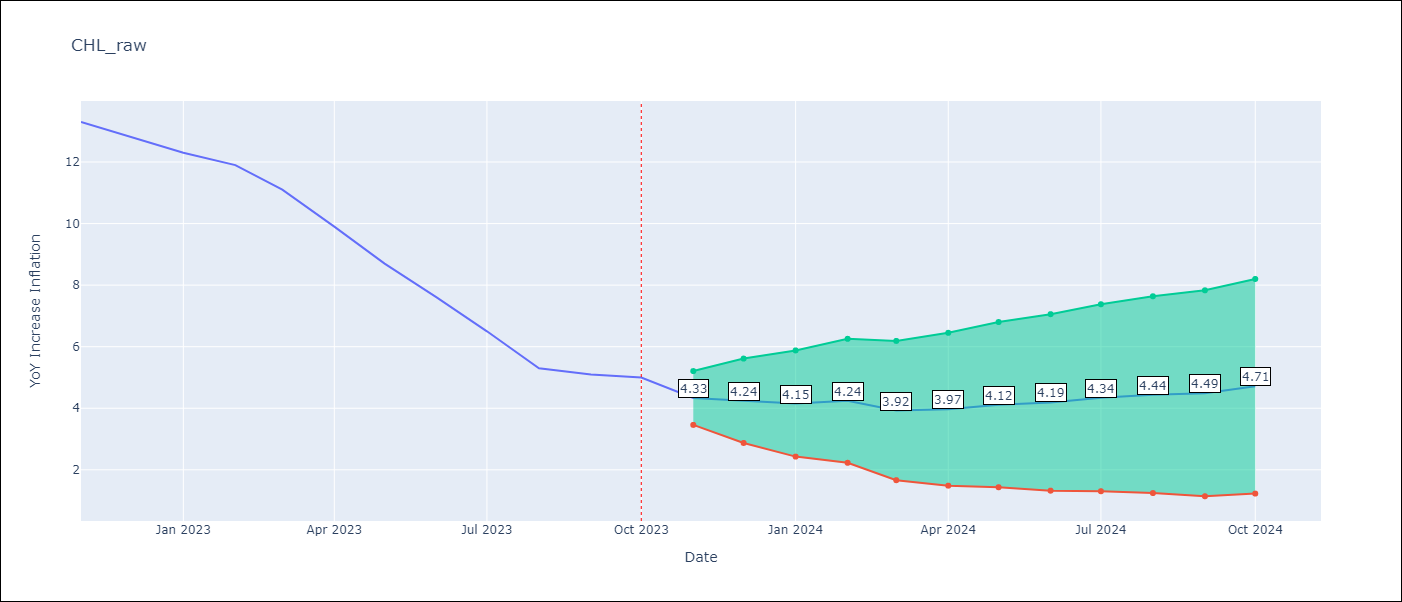 CHL_raw
YoY Increase Inflation
12
10
8
6
4
2
4.33
4.24
4.15
4.24
3.92
3.97
4.12
4.19
4.34
4.44
4.49
4.71
Jan 2023
Apr 2023
Jul 2023
Oct 2023
Jan 2024
Apr 2024
Jul 2024
Oct 2024
Date